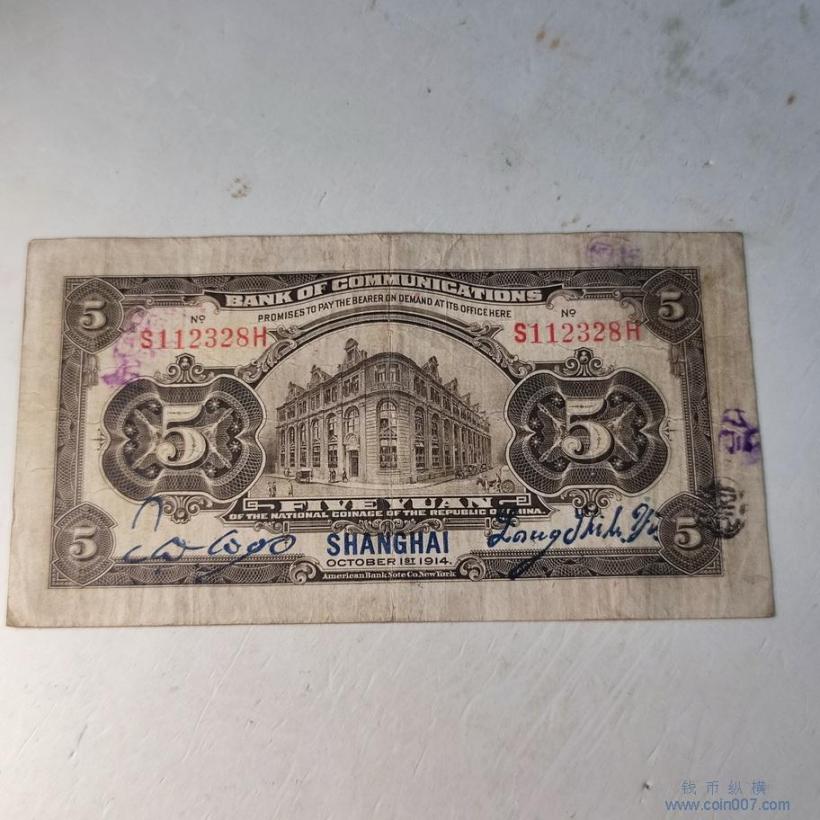 BANK OF COMMUNICATIONS
PROMISES TO PAY THE BEARER ON DEMAND AT ITS OFFICE HERE
5 5
Nº Nº
S112328H S112328H
5 5
FIVE YUAN
OF THE NATIONAL COINAGE OF THE REPUBLIC OF CHINA.
5 SHANGHAI 5
OCTOBER 1ST 1914.
American Bank Note Co. New York
钱币纵横
www.coin007.com